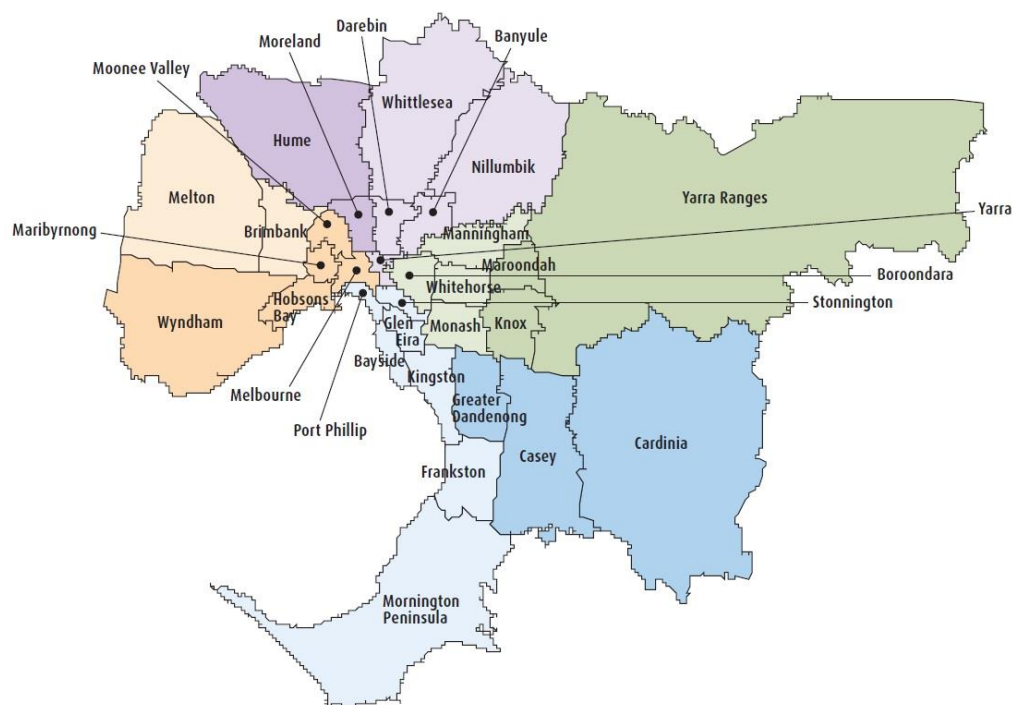 Darebin
Moreland
Banyule
Moonee Valley
Whittlesea
Hume
Nillumbik
Melton
Yarra Ranges
Yarra
Maribyrnong
Brimbank
Manningham
Maroondah
Boroondara
Whitehorse
Stonnington
Hobsons
Bay
Wyndham
Glen
Eira
Monash
Knox
Bayside
Kingston
Melbourne
Greater
Dandenong
Port Phillip
Cardinia
Casey
Frankston
Mornington
Peninsula